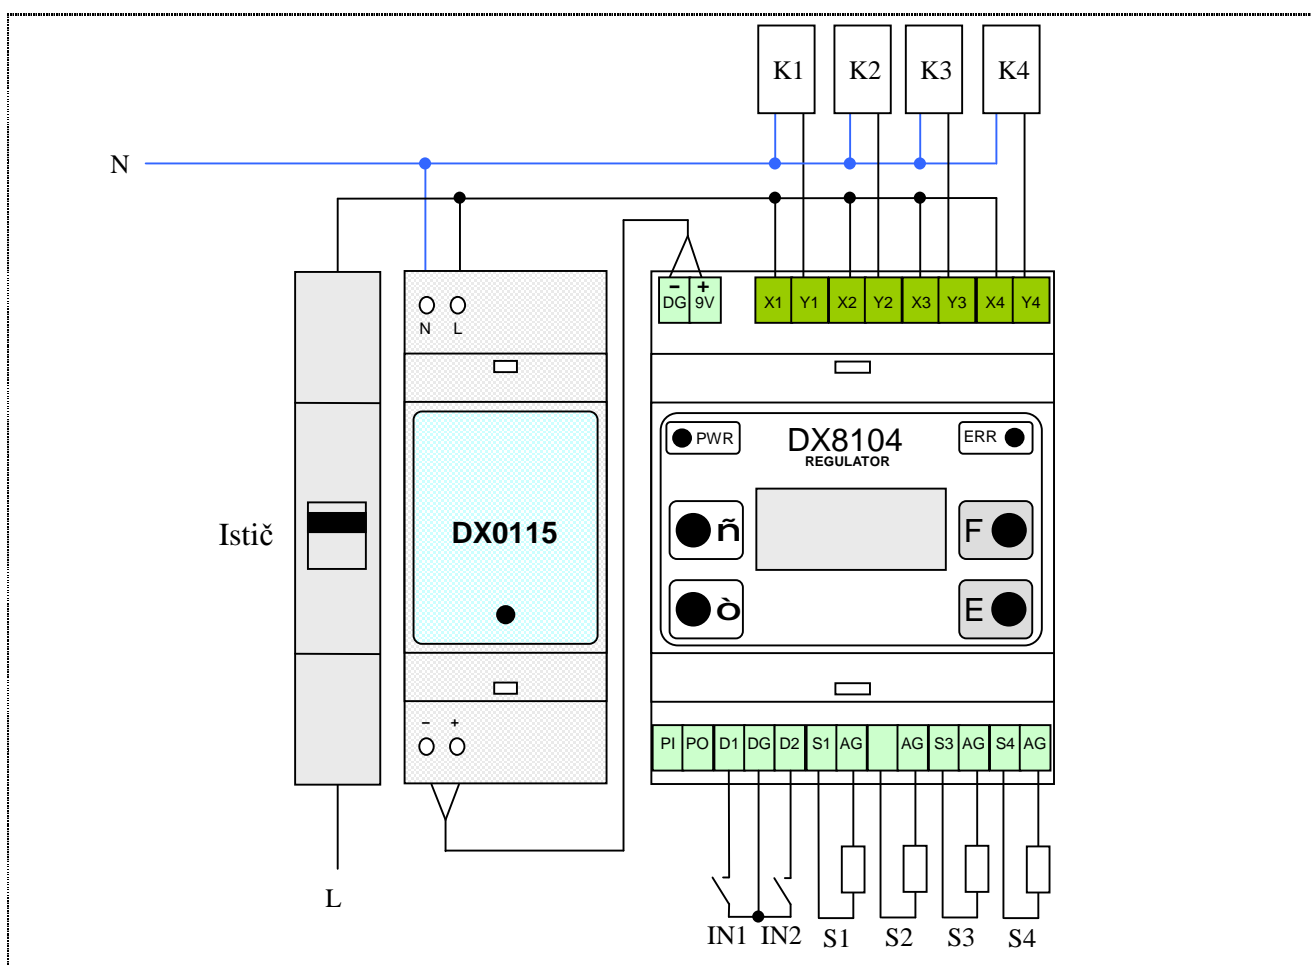 K1 K2 K3 K4
N
− +
DG 9V X1 Y1 X2 Y2 X3 Y3 X4 Y4
N L
PWR DX8104 ERR
REGULATOR
Istič DX0115 ñ F
ò E
− +
PI PO D1 DG D2 S1 AG AG S3 AG S4 AG
L
IN1 IN2 S1 S2 S3 S4